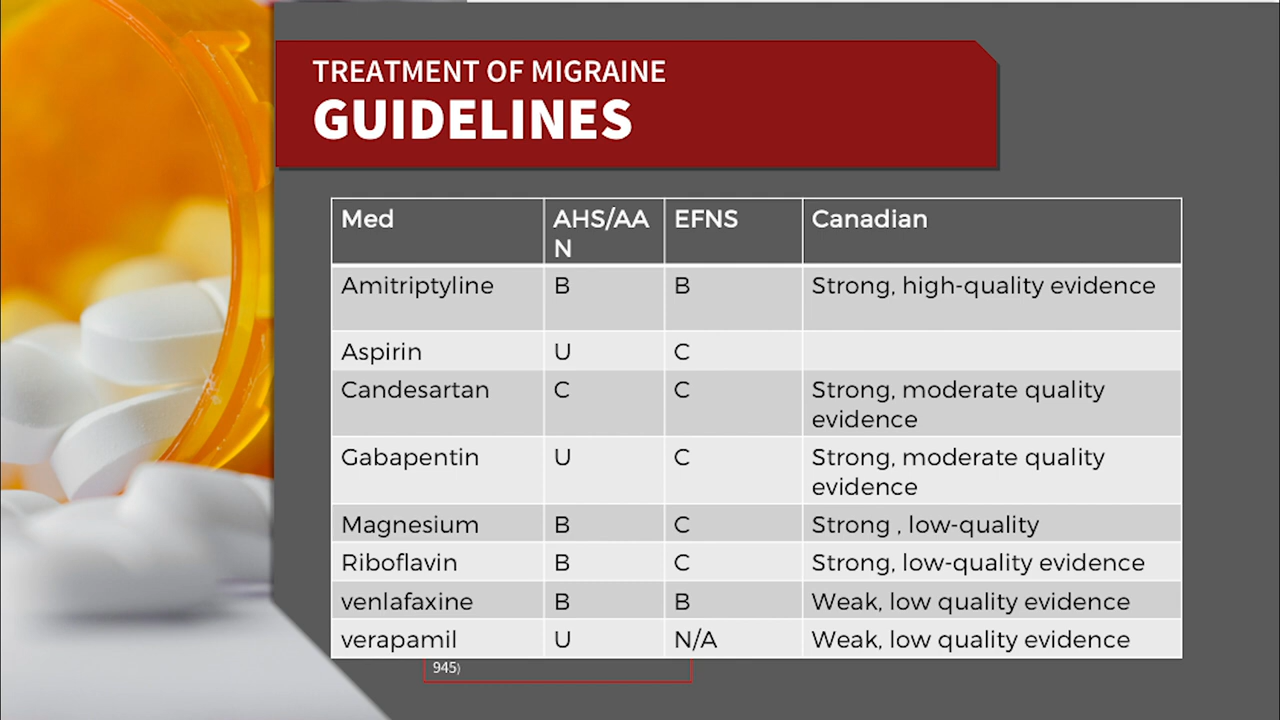 TREATMENT OF MIGRAINE
GUIDELINES
Med AHS/AA EFNS Canadian
N
Amitriptyline B B Strong, high-quality evidence
Aspirin U C
Candesartan C C Strong, moderate quality
evidence
Gabapentin U C Strong, moderate quality
evidence
Magnesium B C Strong , low-quality
Riboflavin B C Strong, low-quality evidence
venlafaxine B B Weak, low quality evidence
verapamil U N/A Weak, low quality evidence
945)